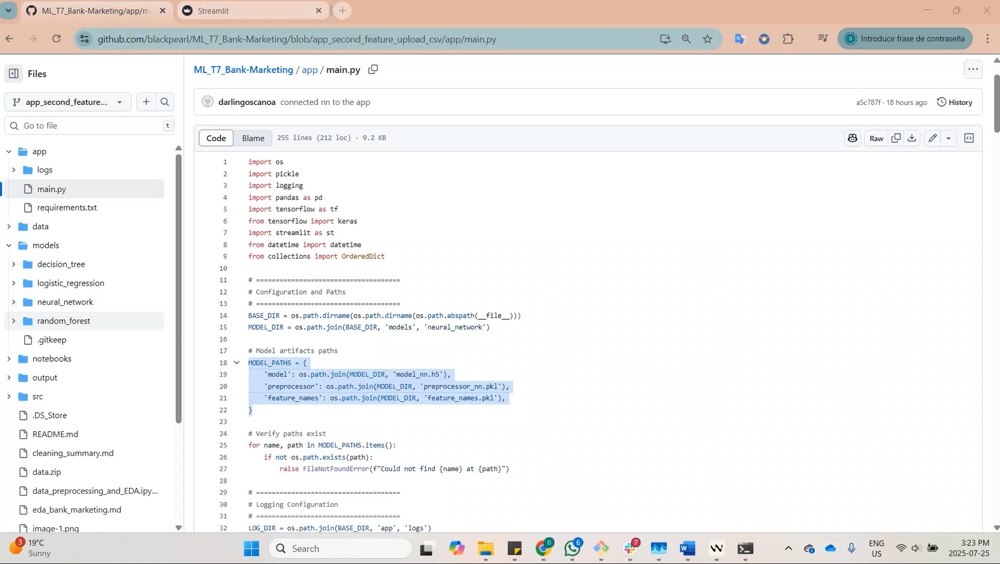 ML_T7_Bank-Marketing/app/ma
Streamlit
github.com/blackpearl/ML_T7_Bank-Marketing/blob/app_second_feature_upload_csv/app/main.py
D
Introducir frase de contraseña
Files
ML_T7_Bank-Marketing / app / main.py
app_second_feature...
darlingoscanoa connected nn to the app
a5c787f · 18 hours ago
History
Go to file
t
Code
Blame
255 lines (212 loc) · 9.2 KB
Raw
app
logs
main.py
requirements.txt
data
models
decision_tree
logistic_regression
neural_network
random_forest
.gitkeep
notebooks
output
src
.DS_Store
README.md
cleaning_summary.md
data.zip
data_preprocessing_and_EDA.ipy...
eda_bank_marketing.md
image-1.png
1 import os
2 import pickle
3 import logging
4 import pandas as pd
5 import tensorflow as tf
6 from tensorflow import keras
7 import streamlit as st
8 from datetime import datetime
9 from collections import OrderedDict
10
11 # =====================================
12 # Configuration and Paths
13 # =====================================
14 BASE_DIR = os.path.dirname(os.path.dirname(os.path.abspath(__file__)))
15 MODEL_DIR = os.path.join(BASE_DIR, 'models', 'neural_network')
16
17 # Model artifacts paths
18 MODEL_PATHS = {
19 'model': os.path.join(MODEL_DIR, 'model_nn.h5'),
20 'preprocessor': os.path.join(MODEL_DIR, 'preprocessor_nn.pkl'),
21 'feature_names': os.path.join(MODEL_DIR, 'feature_names.pkl'),
22 }
23
24 # Verify paths exist
25 for name, path in MODEL_PATHS.items():
26 if not os.path.exists(path):
27 raise FileNotFoundError(f"Could not find {name} at {path}")
28
29 # =====================================
30 # Logging Configuration
31 # =====================================
32 LOG_DIR = os.path.join(BASE_DIR, 'app', 'logs')
3
19°C
Sunny
Search
D
6
7
ENG
US
3:23 PM
2025-07-25